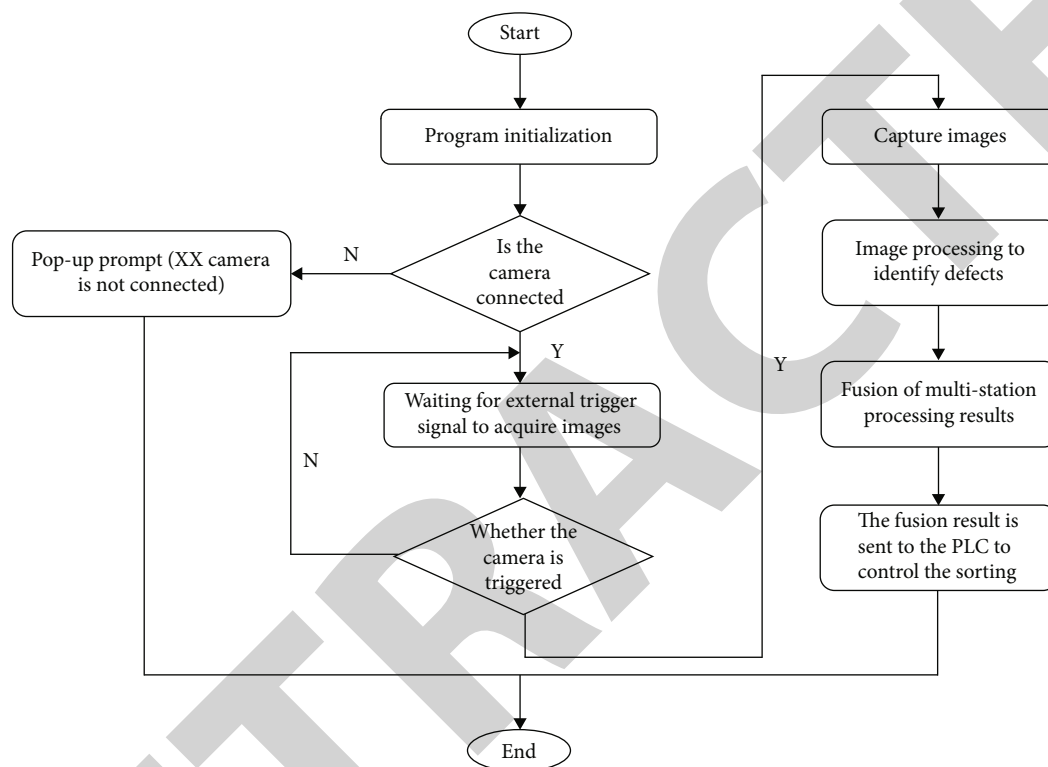 Start
Program initialization
Is the
camera
connected
N
Pop-up prompt (XX camera
is not connected)
Y
Waiting for external trigger
signal to acquire images
N
Whether the
camera is
triggered
Y
Capture images
Image processing to
identify defects
Fusion of multi-station
processing results
The fusion result is
sent to the PLC to
control the sorting
End
TRACTE